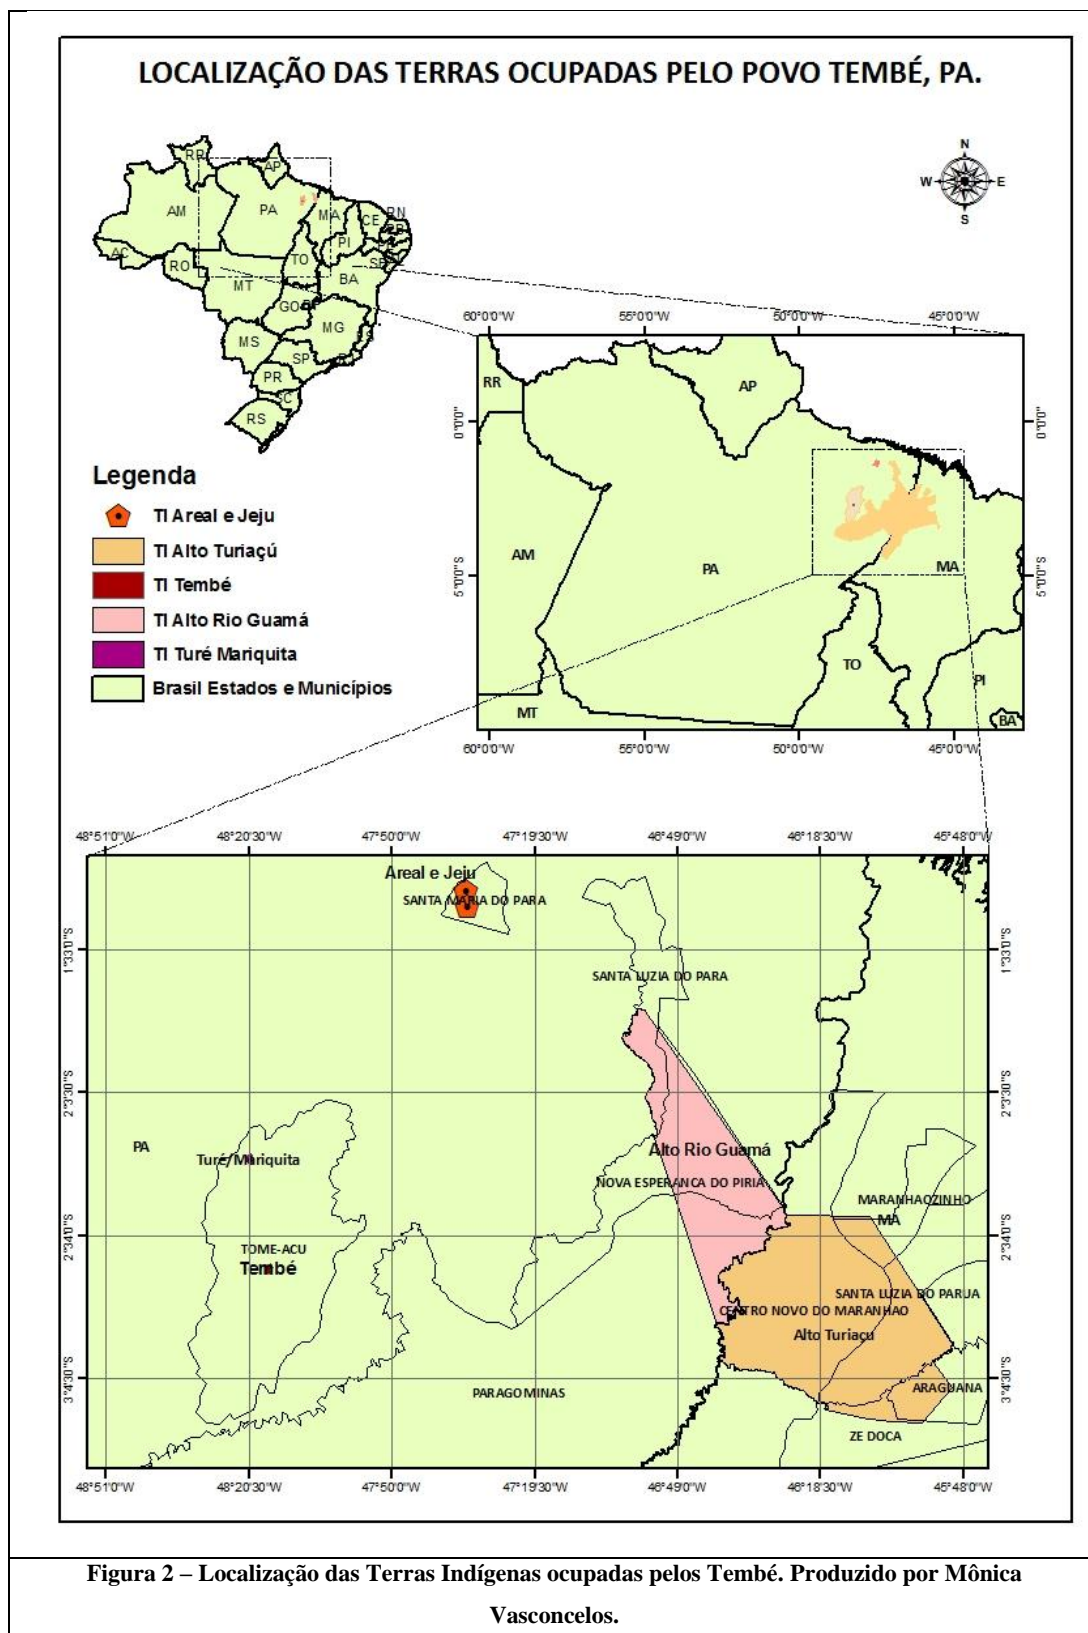 LOCALIZAÇÃO DAS TERRAS OCUPADAS PELO POVO TEMBÉ, PA.
N
W
E
S
RR
AP
AM
PA
MA
CE
RN
PI
AC
RO
TO
SE
BA
MT
GO
MG
MS
SP
PR
SC
RS
Legenda
TI Areal e Jeju
TI Alto Turiaçú
TI Tembé
TI Alto Rio Guamá
TI Turé Mariquita
Brasil Estados e Municípios
60°0'0"W 55°0'0"W 50°0'0"W 45°0'0"W
RR
AP
0°0'0"
0°0'0"
AM
PA
MA
5°0'0"S
5°0'0"S
TO
PI
MT
BA
60°0'0"W 55°0'0"W 50°0'0"W 45°0'0"W
48°51'0"W 48°20'30"W 47°50'0"W 47°19'30"W 46°49'0"W 46°18'30"W 45°48'0"W
Areal e Jeju
SANTA MARIA DO PARA
1°33'0"S
1°33'0"S
SANTA LUZIA DO PARA
2°3'30"S
2°3'30"S
PA
Turé/Mariquita
Alto Rio Guamá
NOVA ESPERANCA DO PIRIA
MARANHAOZINHO
MA
2°34'0"S
2°34'0"S
TOME-ACU
Tembé
SANTA LUZIA DO PARUA
CENTRO NOVO DO MARANHAO
Alto Turiaçu
3°4'30"S
3°4'30"S
PARAGOMINAS
ARAGUANA
ZE DOCA
48°51'0"W 48°20'30"W 47°50'0"W 47°19'30"W 46°49'0"W 46°18'30"W 45°48'0"W
Figura 2 – Localização das Terras Indígenas ocupadas pelos Tembé. Produzido por Mônica
Vasconcelos.